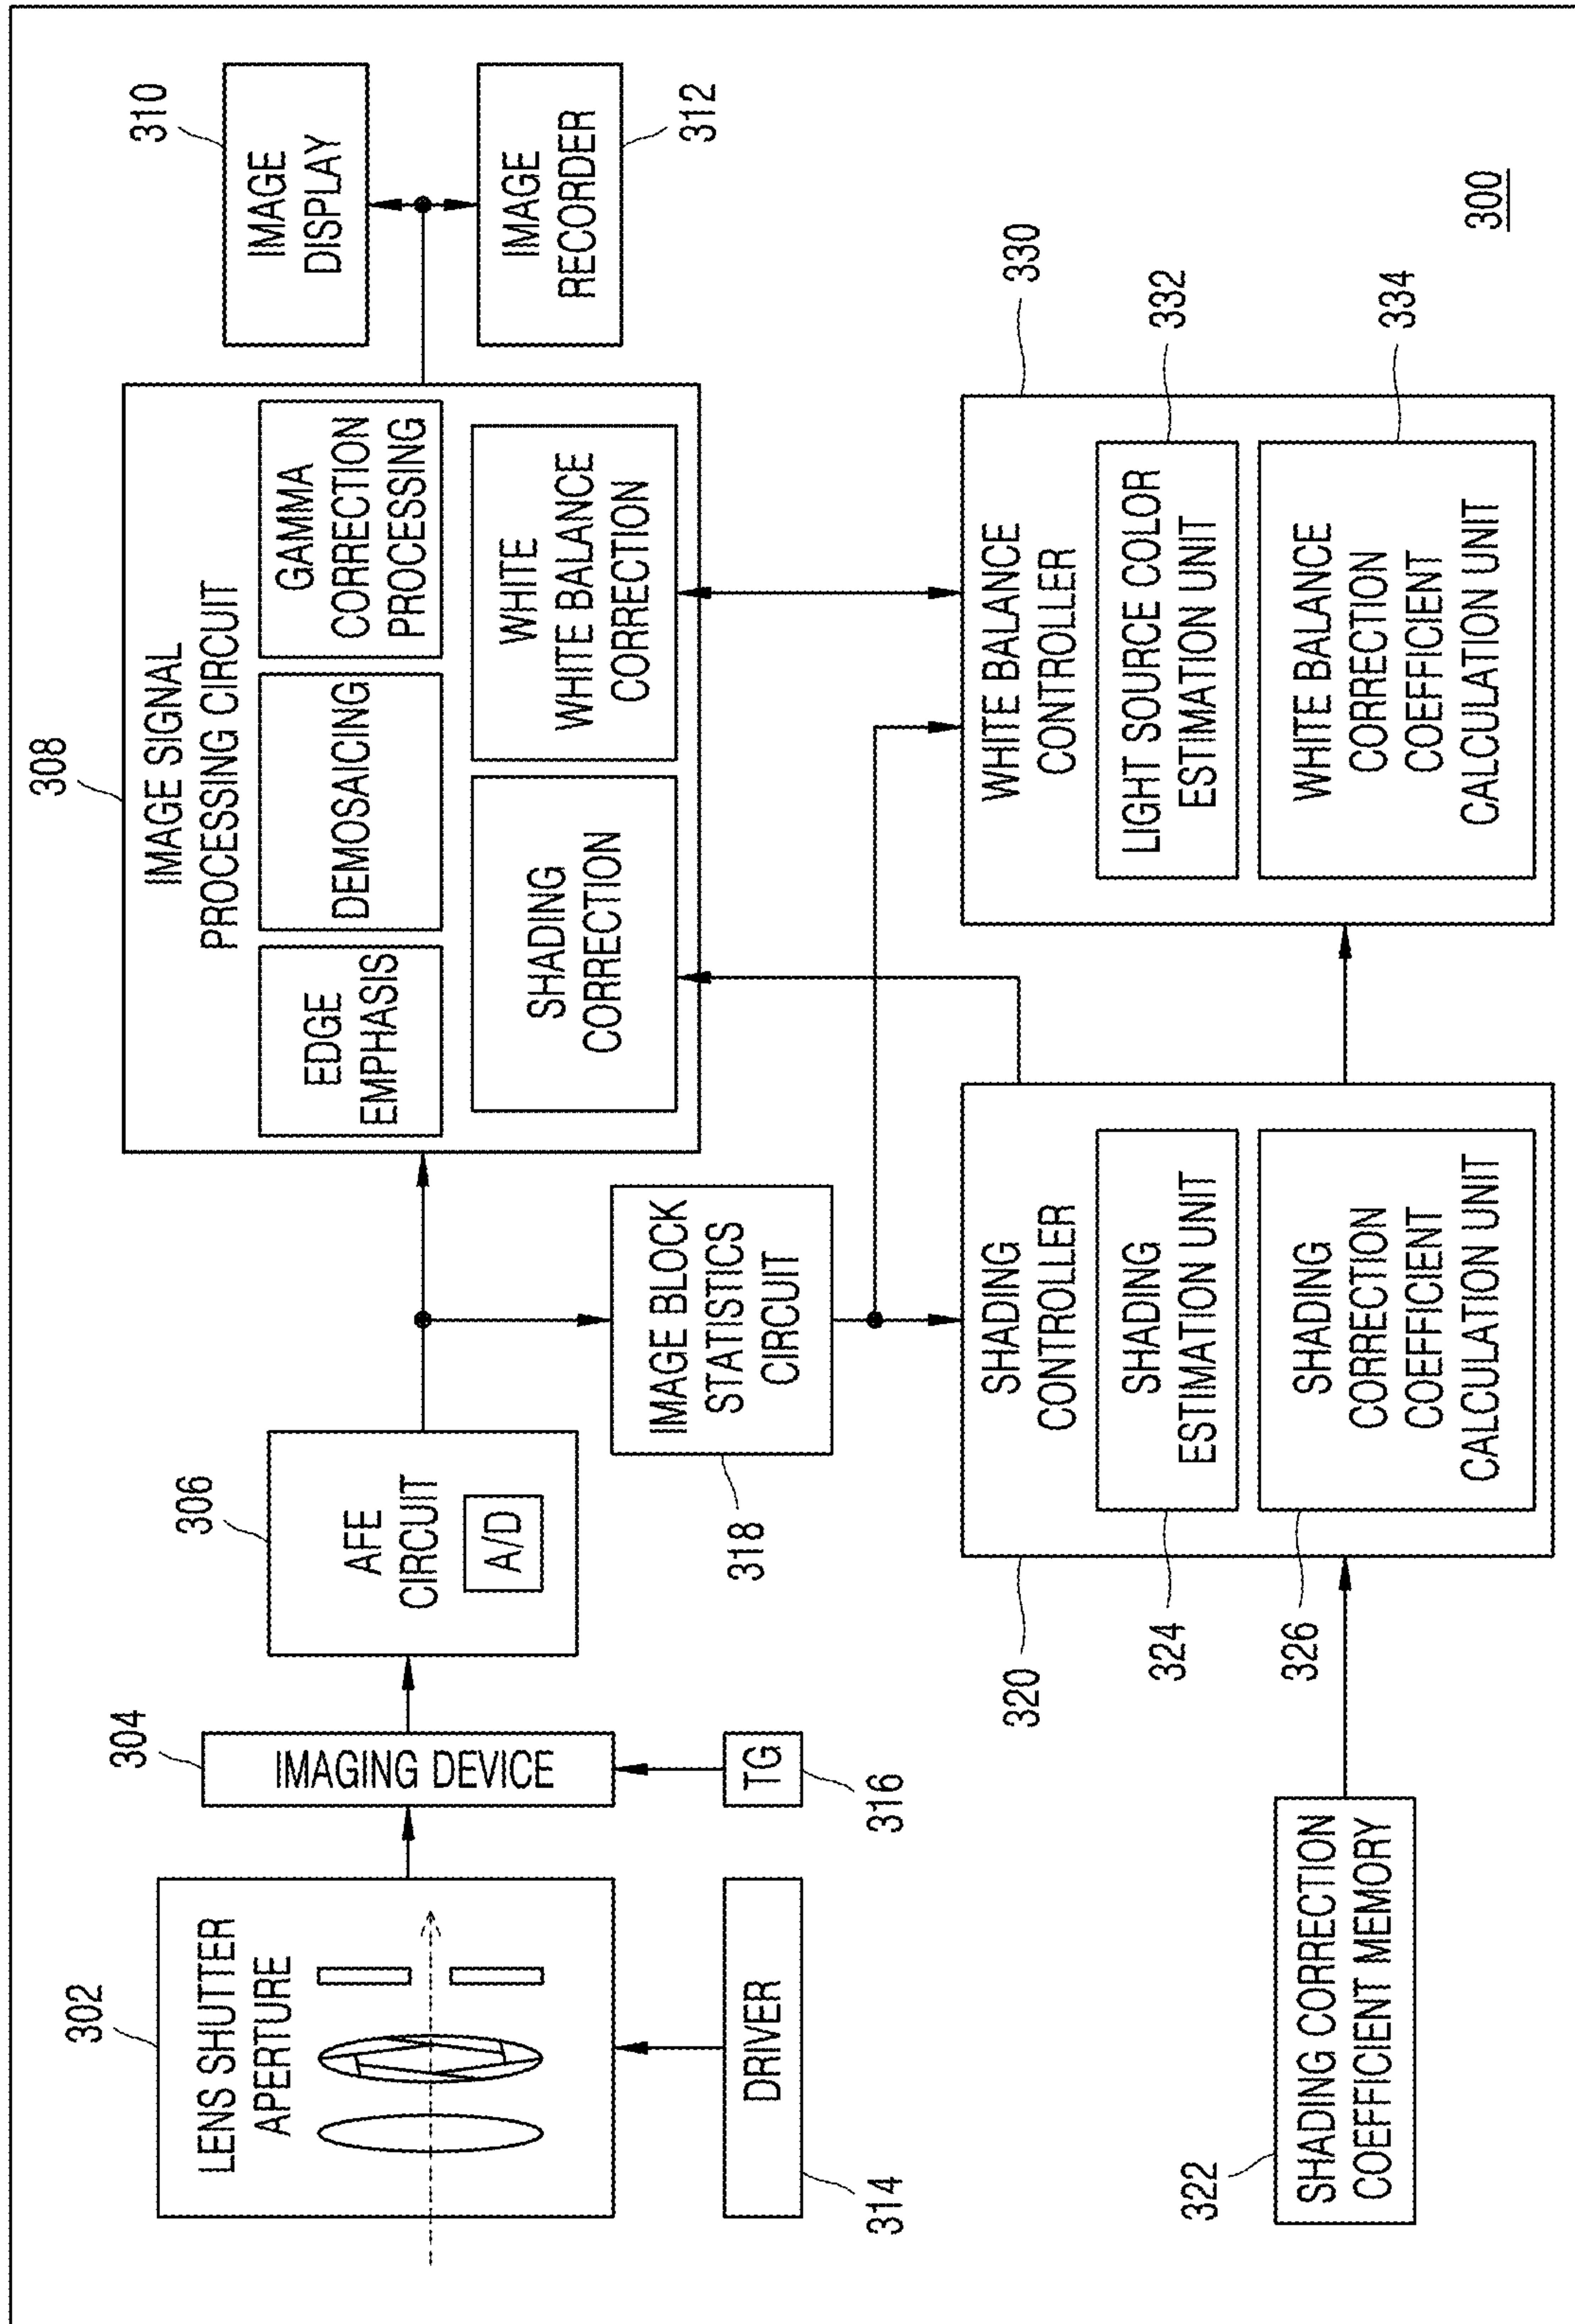 302
LENS SHUTTER
APERTURE
304
IMAGING DEVICE
306
AFE
CIRCUIT
A/D
308
IMAGE SIGNAL
PROCESSING CIRCUIT
EDGE
EMPHASIS
DEMOSAICING
GAMMA
CORRECTION
PROCESSING
SHADING
CORRECTION
WHITE
WHITE BALANCE
CORRECTION
310
IMAGE
DISPLAY
IMAGE
RECORDER
312
DRIVER
314
TG
316
IMAGE BLOCK
STATISTICS
CIRCUIT
318
322
SHADING CORRECTION
COEFFICIENT MEMORY
320
SHADING
CONTROLLER
324
SHADING
ESTIMATION UNIT
326
SHADING
CORRECTION
COEFFICIENT
CALCULATION UNIT
330
WHITE BALANCE
CONTROLLER
332
LIGHT SOURCE COLOR
ESTIMATION UNIT
334
WHITE BALANCE
CORRECTION
COEFFICIENT
CALCULATION UNIT
300